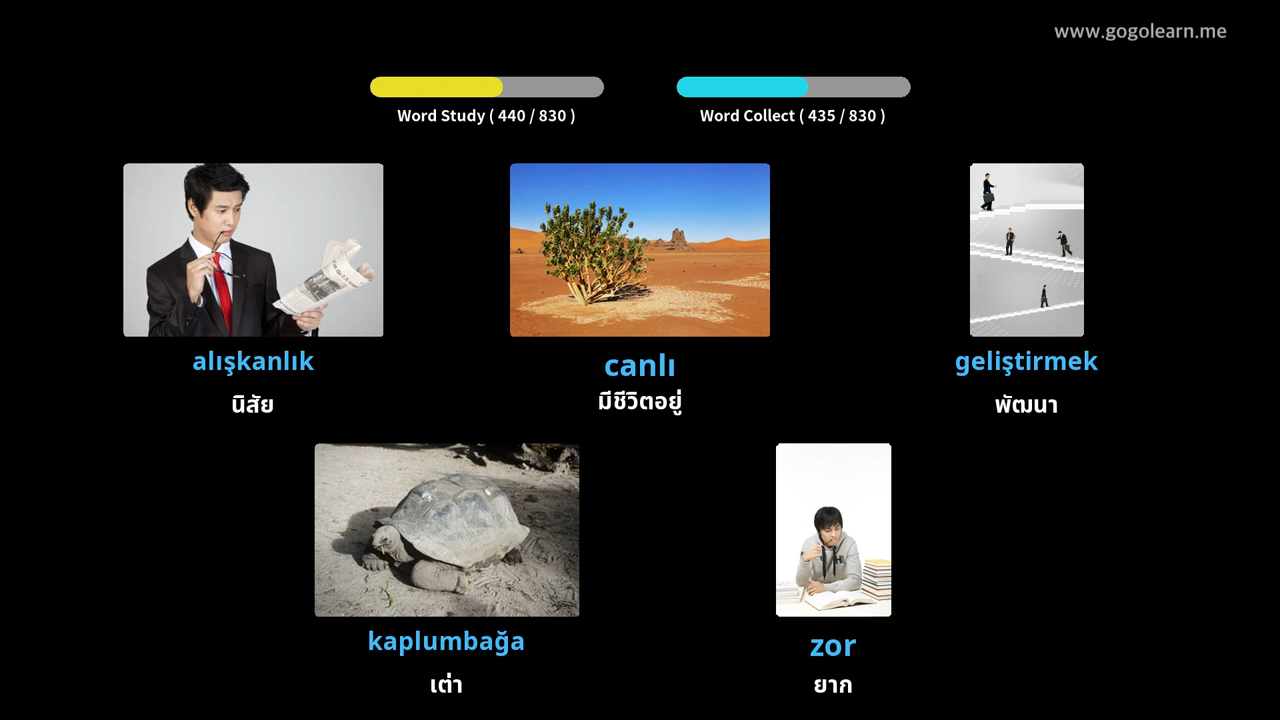 www.gogolearn.me
Word Study ( 440 / 830 )
Word Collect ( 435 / 830 )
alışkanlık
นิสัย
canlı
มีชีวิตอยู่
geliştirmek
พัฒนา
kaplumbağa
เต่า
zor
ยาก